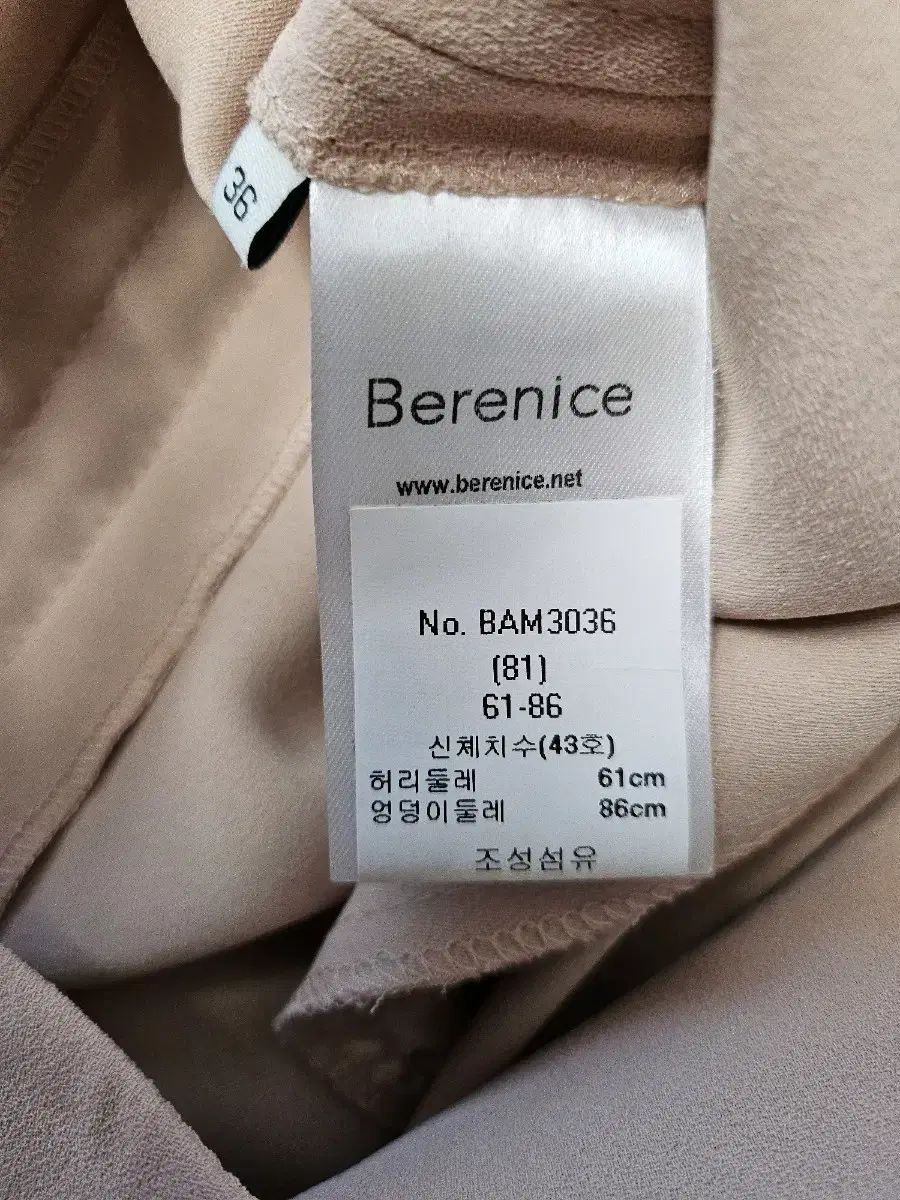 36
Berenice
www.berenice.net
No. BAM3036
(81)
61-86
신체치수(43호)
허리둘레 61cm
엉덩이둘레 86cm
조성섬유